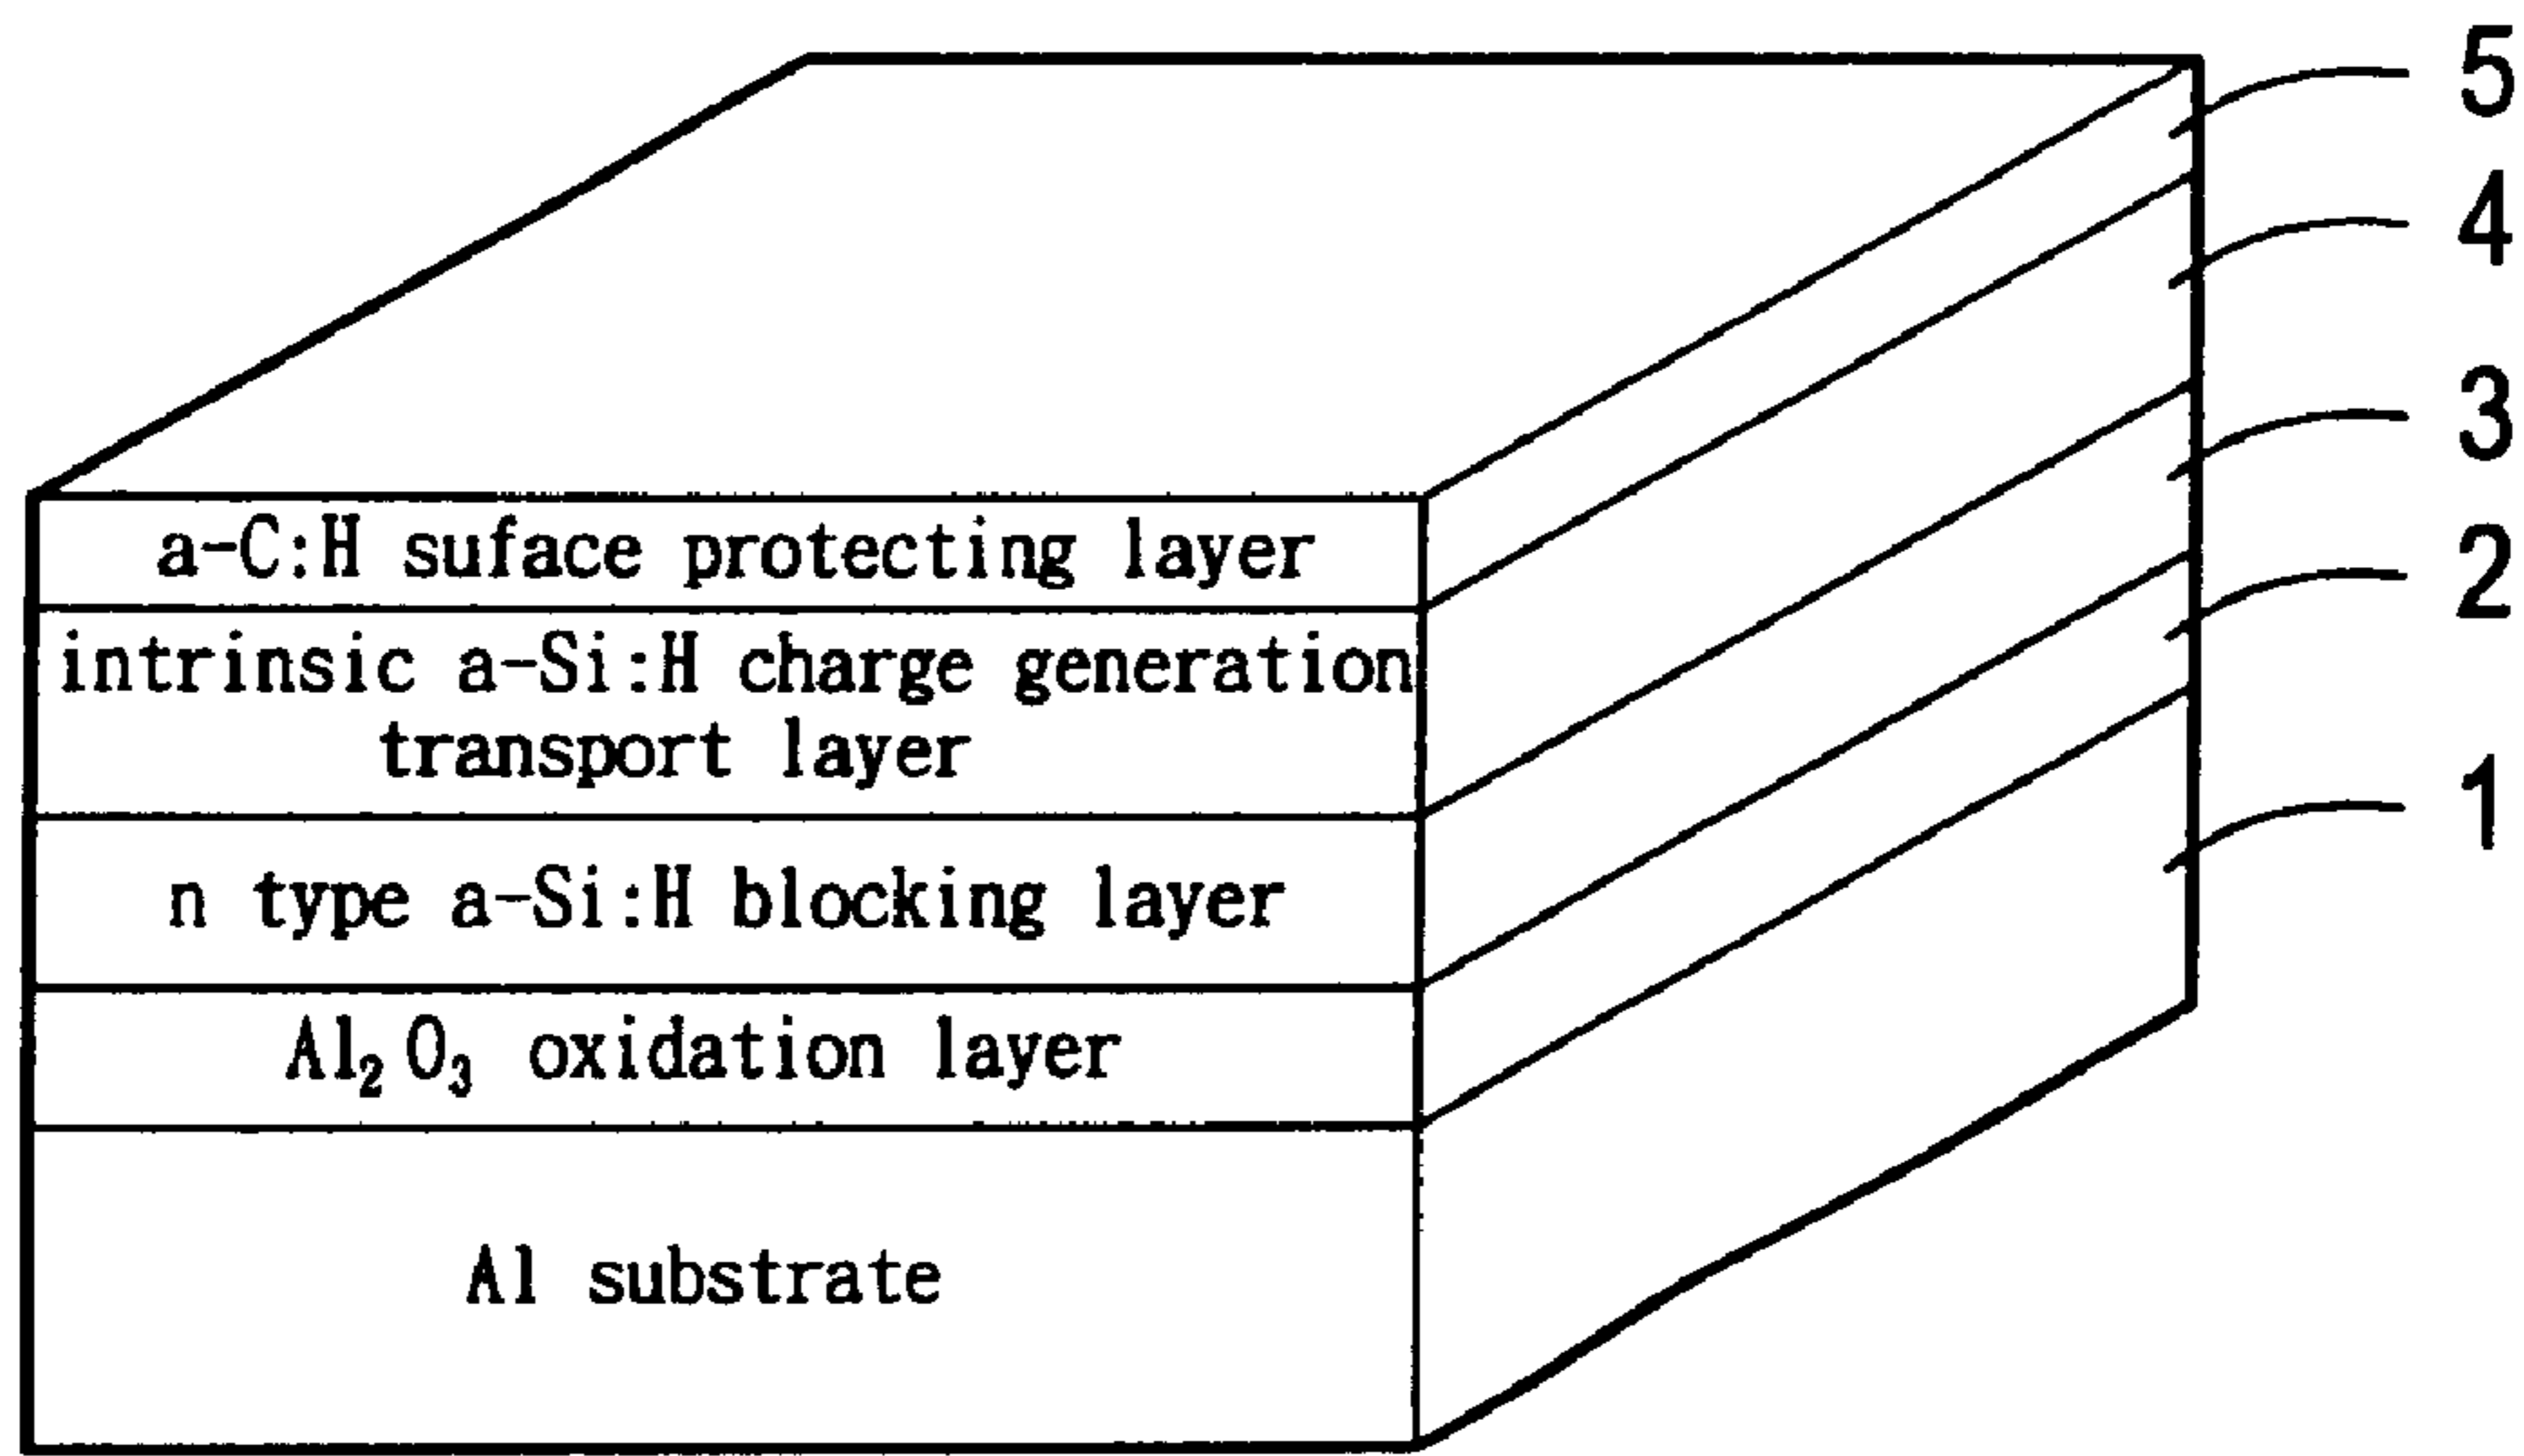 5
4
3
2
1
a-C:H suface protecting layer
intrinsic a-Si:H charge generation
transport layer
n type a-Si:H blocking layer
Al₂O₃ oxidation layer
Al substrate